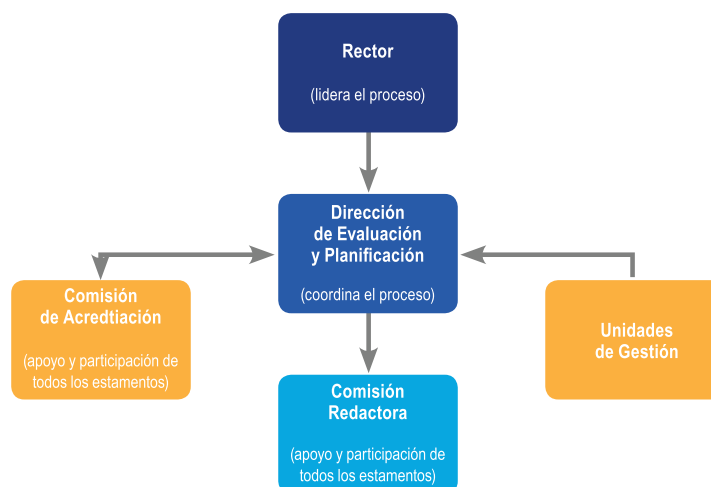 Rector
(lidera el proceso)
Dirección
de Evaluación
y Planificación
(coordina el proceso)
Comisión
de Acredtiación
(apoyo y participación de
todos los estamentos)
Unidades
de Gestión
Comisión
Redactora
(apoyo y participación de
todos los estamentos)